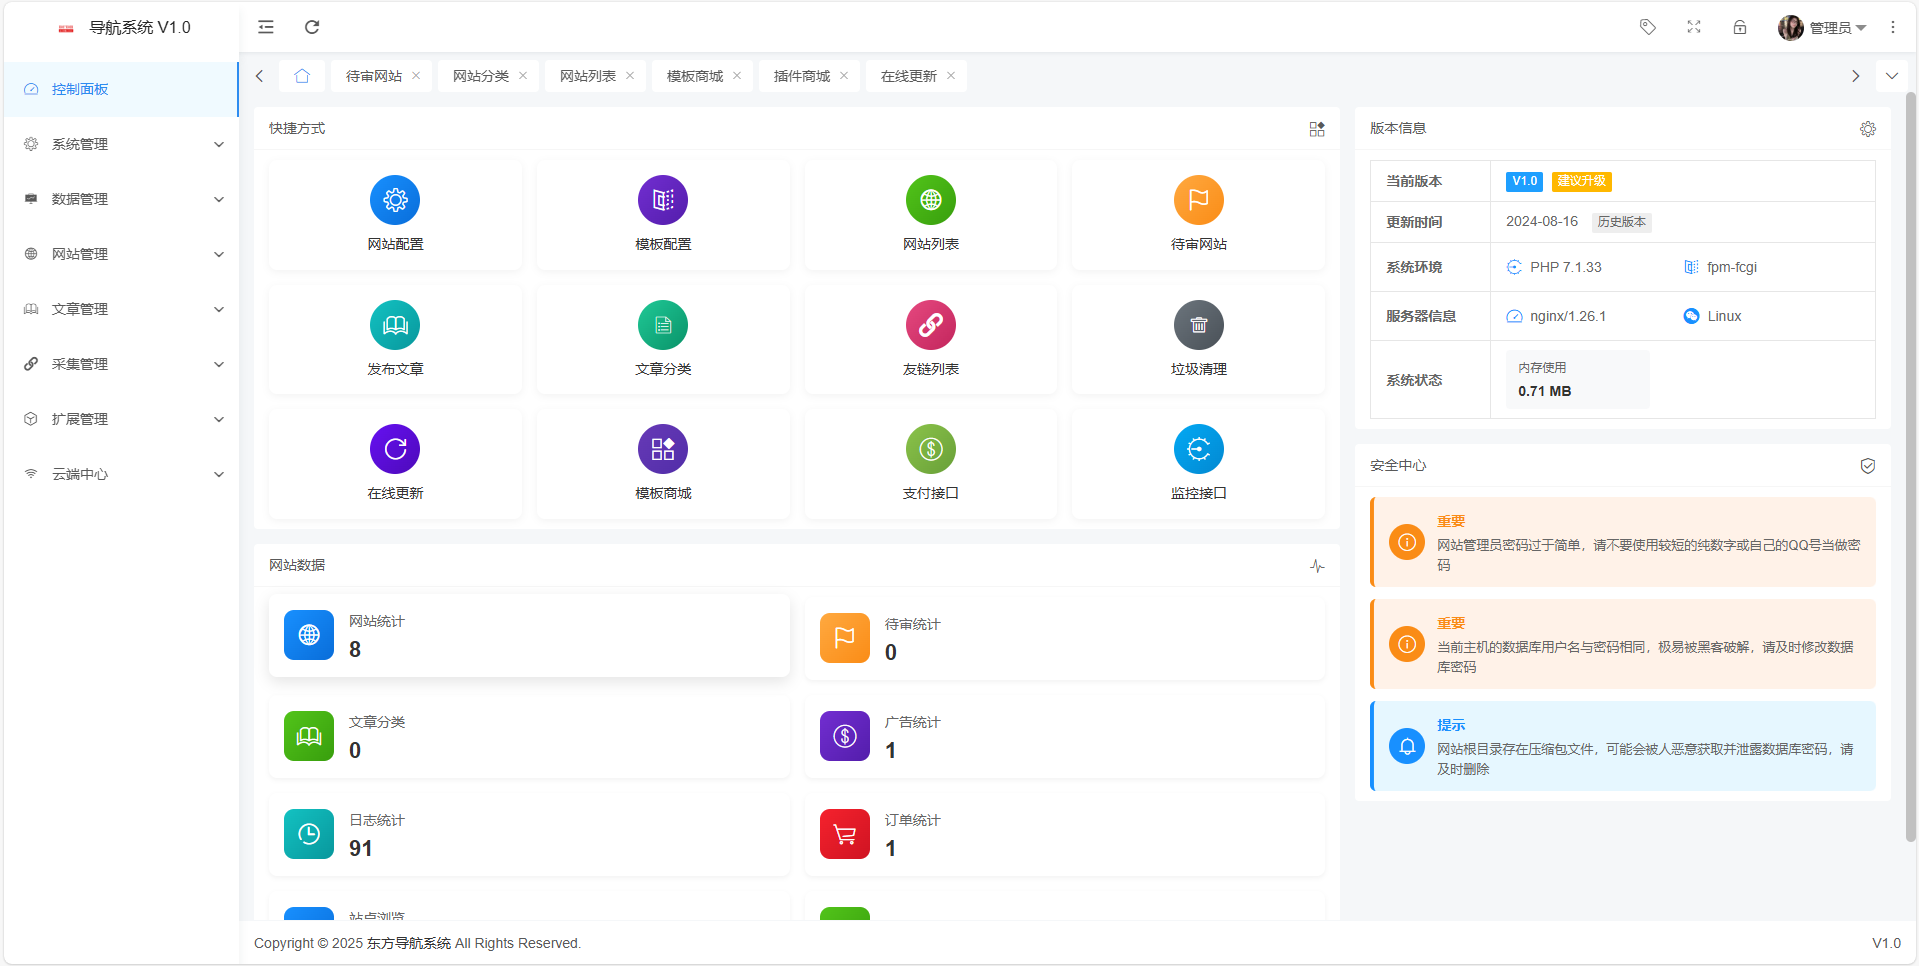 导航系统 V1.0
管理员
控制面板
系统管理
数据管理
网站管理
文章管理
采集管理
扩展管理
云端中心
待审网站
网站分类
网站列表
模板商城
插件商城
在线更新
快捷方式
网站配置
模板配置
网站列表
待审网站
发布文章
文章分类
友链列表
垃圾清理
在线更新
模板商城
支付接口
监控接口
网站数据
网站统计
8
待审统计
0
文章分类
0
广告统计
1
日志统计
91
订单统计
1
站点浏览
版本信息
当前版本 V1.0 建议升级
更新时间 2024-08-16 历史版本
系统环境 PHP 7.1.33 fpm-fcgi
服务器信息 nginx/1.26.1 Linux
系统状态
内存使用
0.71 MB
安全中心
重要
网站管理员密码过于简单，请不要使用较短的纯数字或自己的QQ号当做密
码
重要
当前主机的数据库用户名与密码相同，极易被黑客破解，请及时修改数据
库密码
提示
网站根目录存在压缩包文件，可能会被人恶意获取并泄露数据库密码，请
及时删除
Copyright © 2025 东方导航系统 All Rights Reserved.
V1.0